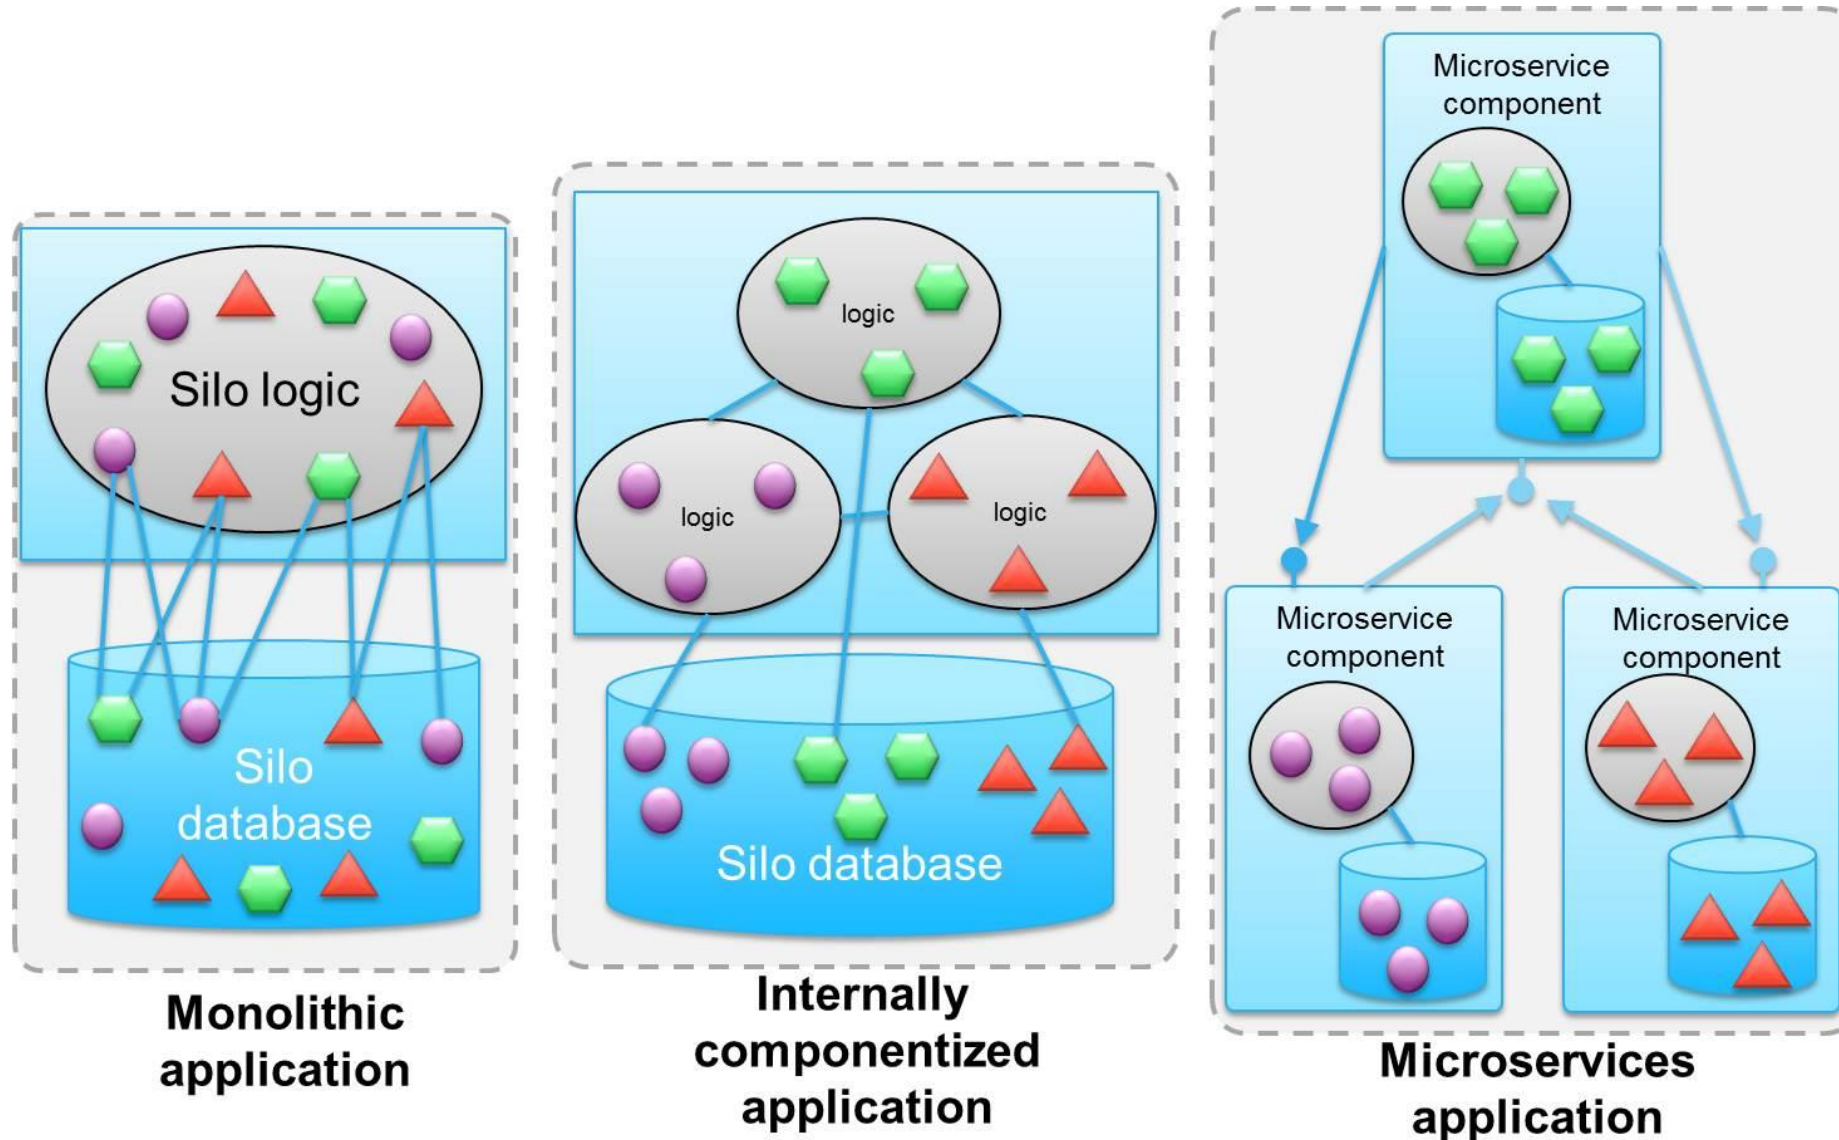 Silo logic
Silo
database
Monolithic
application
logic
logic
logic
Silo database
Internally
componentized
application
Microservice
component
Microservice
component
Microservice
component
Microservices
application